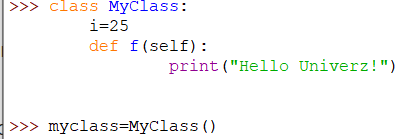 >>> class MyClass:
i=25
def f(self):
print("Hello Univerz!")
>>> myclass=MyClass()